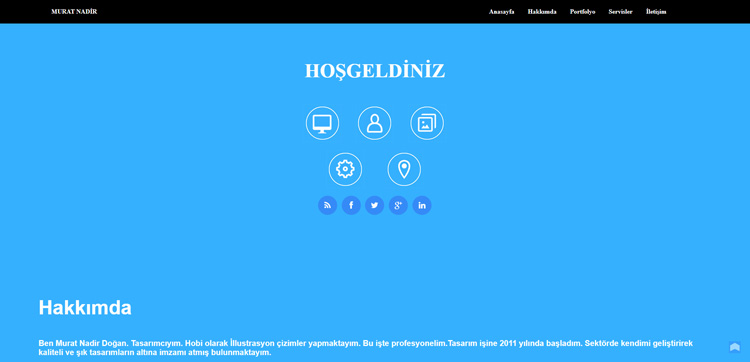 MURAT NADİR
Anasayfa Hakkımda Portfolyo Servisler İletişim
HOŞGELDİNİZ
Hakkımda
Ben Murat Nadir Doğan. Tasarımcıyım. Hobi olarak İllustrasyon çizimler yapmaktayım. Bu işte profesyonelim.Tasarım işine 2011 yılında başladım. Sektörde kendimi geliştirerek
kaliteli ve şık tasarımların altına imzamı atmış bulunmaktayım.